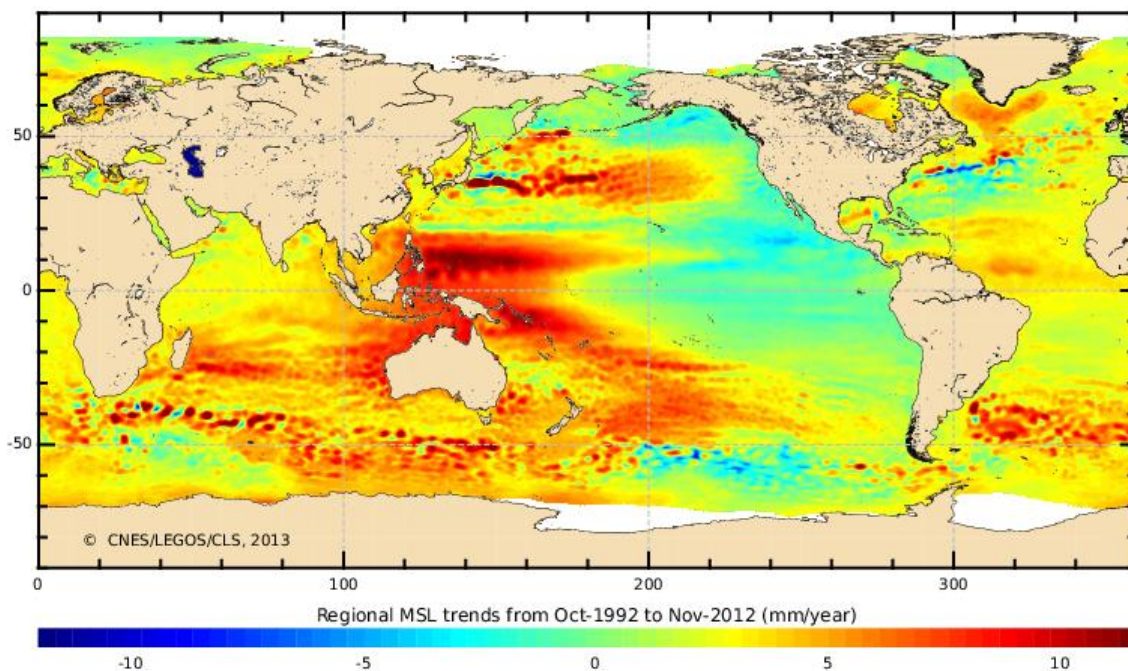 50
0
-50
© CNES/LEGOS/CLS, 2013
0 100 200 300
Regional MSL trends from Oct-1992 to Nov-2012 (mm/year)
-10 -5 0 5 10